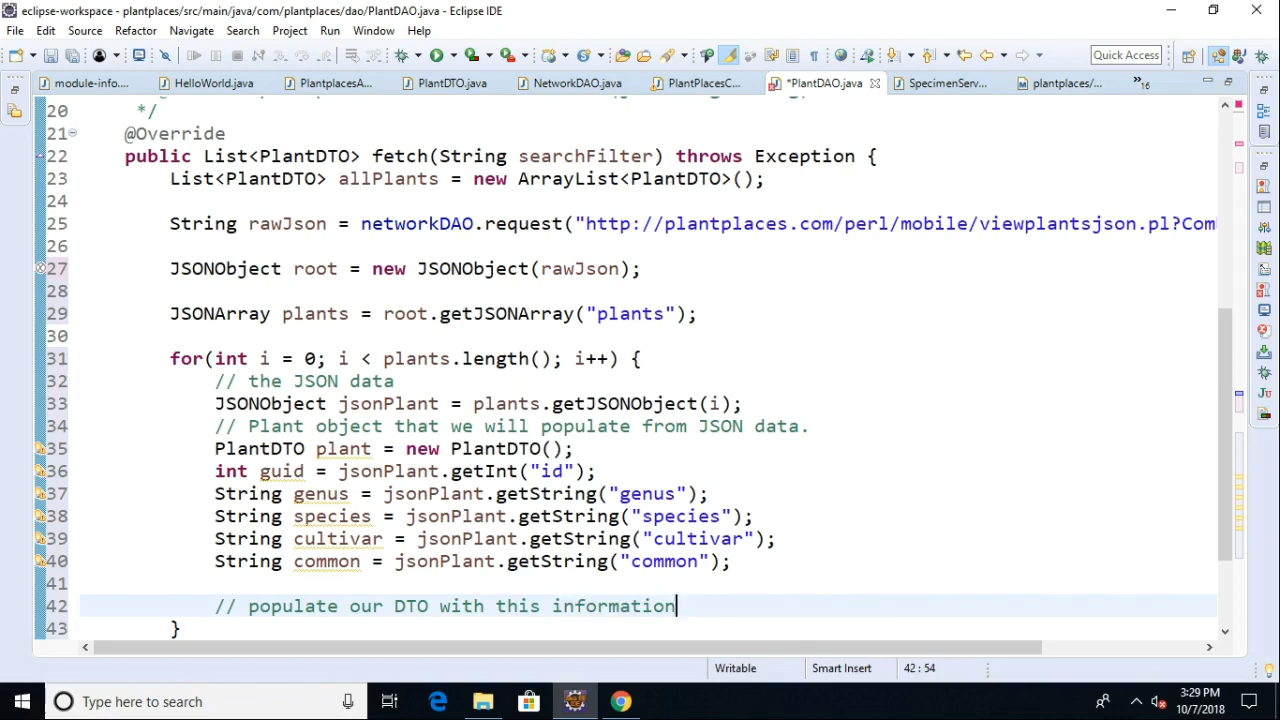 eclipse-workspace - plantplaces/src/main/java/com/plantplaces/dao/PlantDAO.java - Eclipse IDE
File Edit Source Refactor Navigate Search Project Run Window Help
Quick Access
module-info.... HelloWorld.java PlantplacesA... PlantDTO.java NetworkDAO.java PlantPlacesC... *PlantDAO.java SpecimenServ... plantplaces/... »16
20 */
21 @Override
22 public List<PlantDTO> fetch(String searchFilter) throws Exception {
23 List<PlantDTO> allPlants = new ArrayList<PlantDTO>();
24
25 String rawJson = networkDAO.request("http://plantplaces.com/perl/mobile/viewplantsjson.pl?Com
26
27 JSONObject root = new JSONObject(rawJson);
28
29 JSONArray plants = root.getJSONArray("plants");
30
31 for(int i = 0; i < plants.length(); i++) {
32 // the JSON data
33 JSONObject jsonPlant = plants.getJSONObject(i);
34 // Plant object that we will populate from JSON data.
35 PlantDTO plant = new PlantDTO();
36 int guid = jsonPlant.getInt("id");
37 String genus = jsonPlant.getString("genus");
38 String species = jsonPlant.getString("species");
39 String cultivar = jsonPlant.getString("cultivar");
40 String common = jsonPlant.getString("common");
41
42 // populate our DTO with this information
43 }
Writable Smart Insert 42 : 54
Type here to search
3:29 PM
10/7/2018